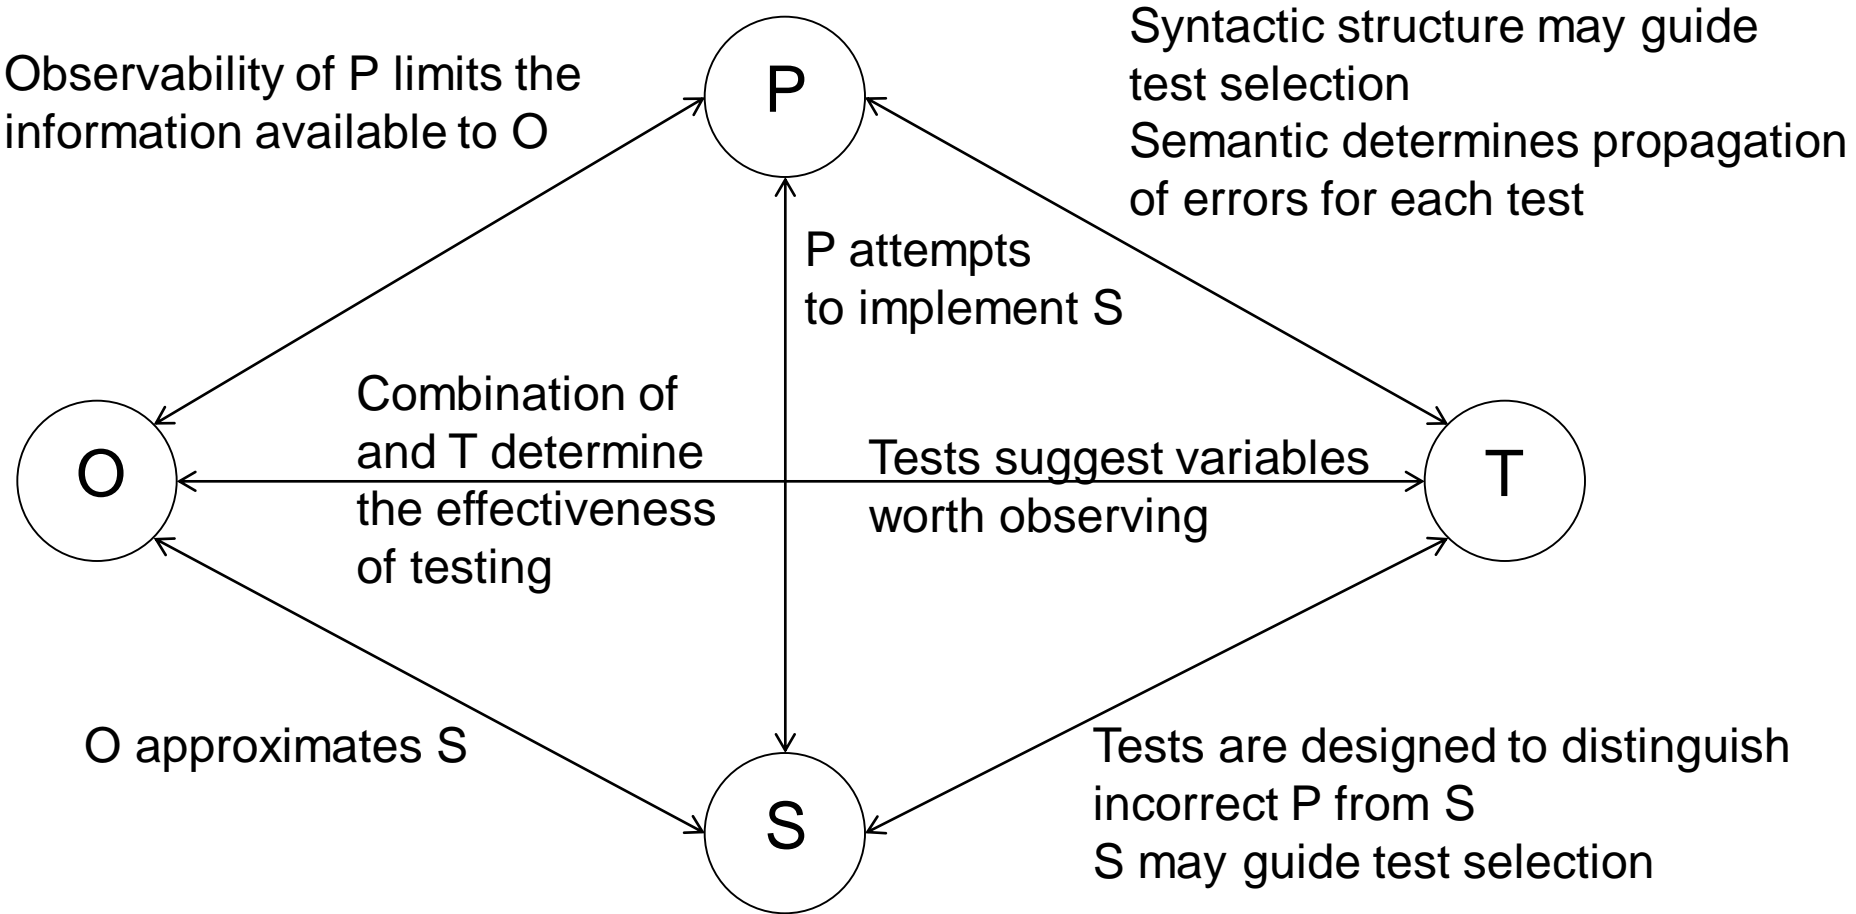 Observability of P limits the
information available to O
P
Syntactic structure may guide
test selection
Semantic determines propagation
of errors for each test
P attempts
to implement S
O
Combination of
and T determine
the effectiveness
of testing
Tests suggest variables
worth observing
T
O approximates S
S
Tests are designed to distinguish
incorrect P from S
S may guide test selection